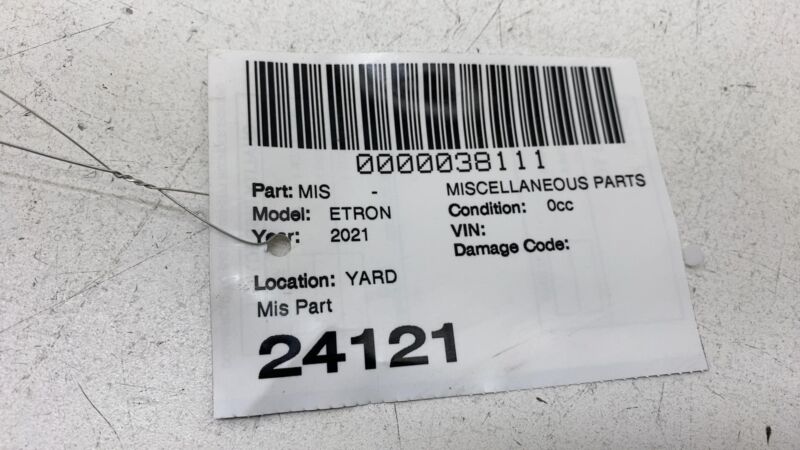 0000038111
Part: MIS - MISCELLANEOUS PARTS
Model: ETRON Condition: 0cc
Year: 2021 VIN:
Damage Code:
Location: YARD
Mis Part
24121